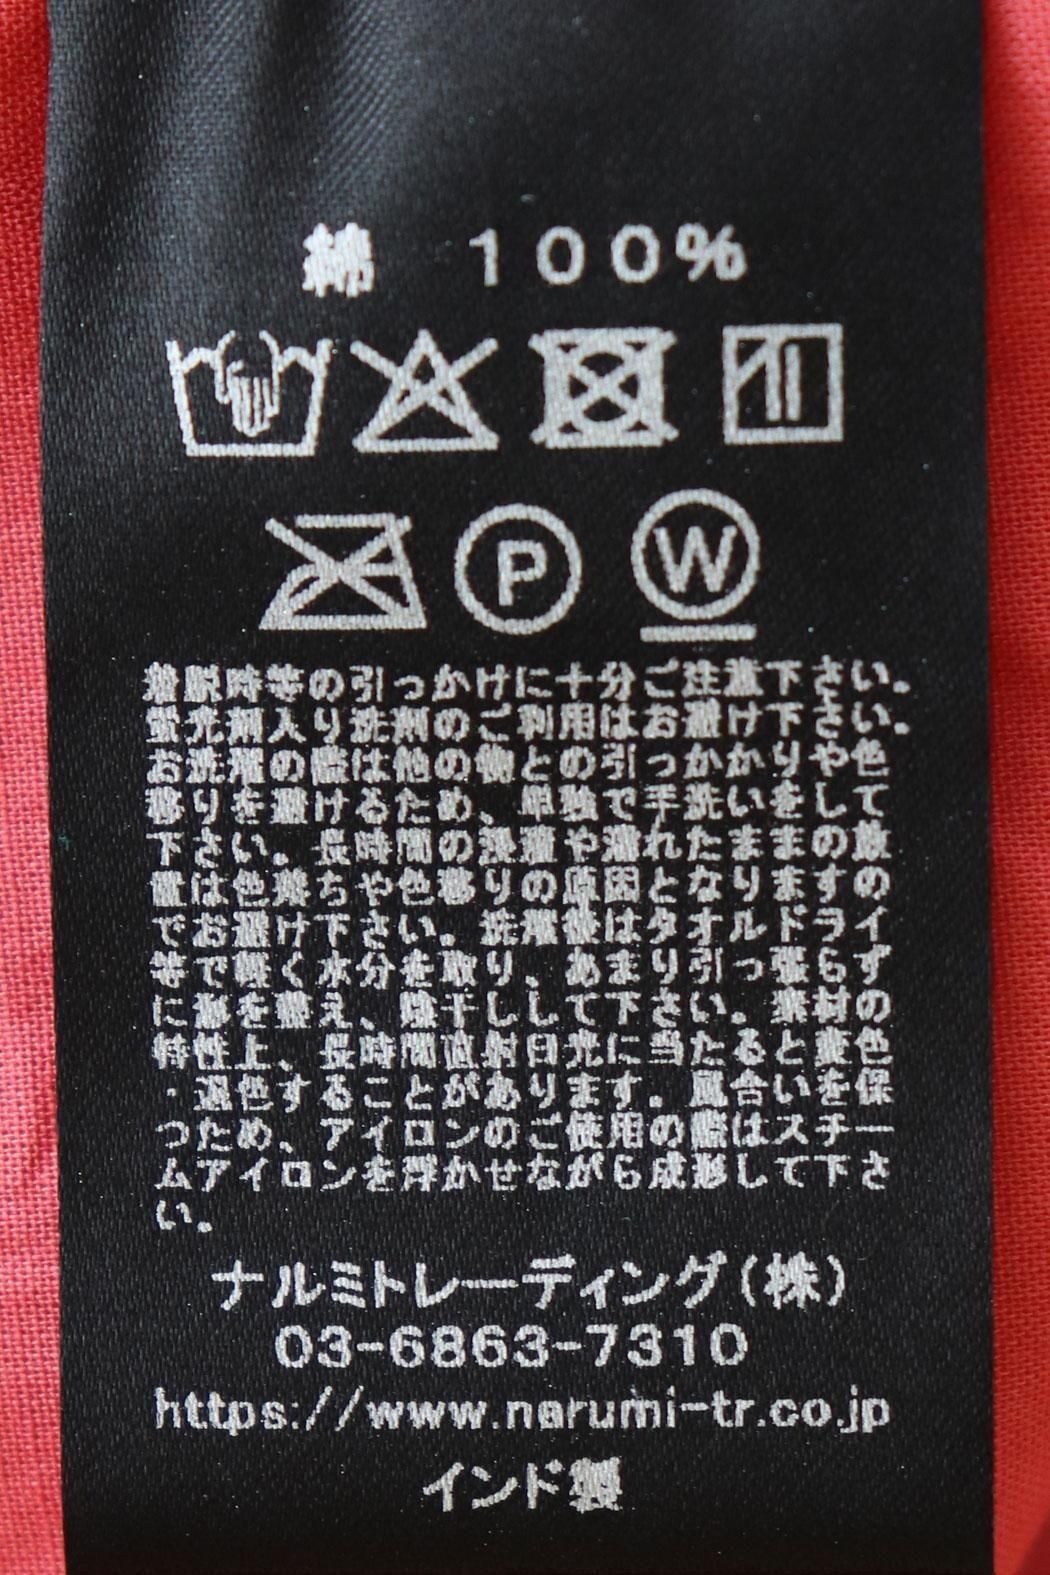 綿 100%
P W
着脱時等の引っかけに十分ご注意下さい。
蛍光剤入り洗剤のご利用はお避け下さい。
お洗濯の際は他の物との引っかかりや色
移りを避けるため、単独で手洗いをして
下さい。長時間の浸漬や濡れたままの放
置は色落ちや色移りの原因となりますの
でお避け下さい。洗濯後はタオルドライ
等で軽く水分を取り、あまり引っ張らず
に形を整え、陰干しして下さい。素材の
特性上、長時間直射日光に当たると変色
・退色することがあります。風合いを保
つため、アイロンのご使用の際はスチー
ムアイロンを浮かせながら成形して下さ
い。
ナルミトレーディング(株)
03-6863-7310
https://www.narumi-tr.co.jp
インド製